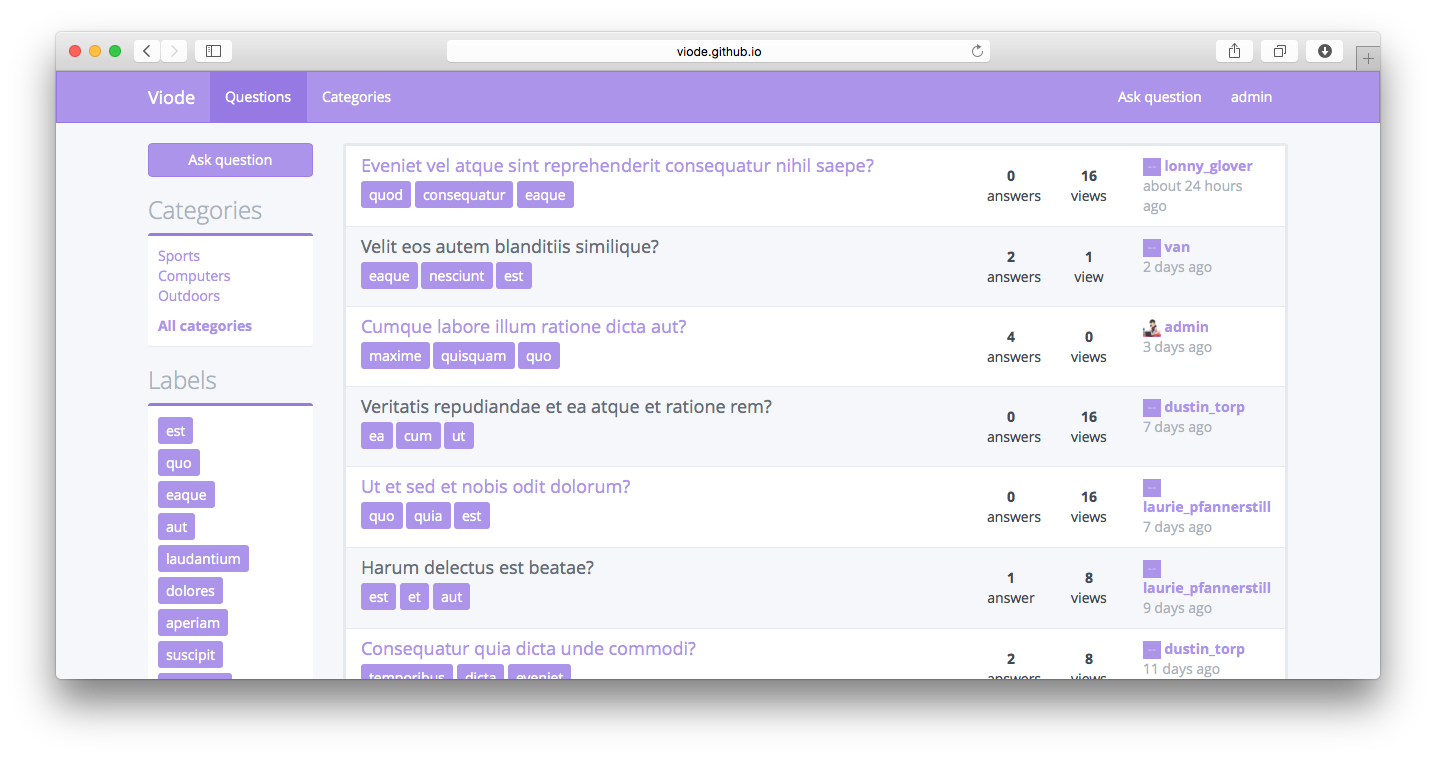 viode.github.io
Viode Questions Categories Ask question admin
Ask question
Categories
Sports
Computers
Outdoors
All categories
Labels
est
quo
eaque
aut
laudantium
dolores
aperiam
suscipit
Eveniet vel atque sint reprehenderit consequatur nihil saepe?
quod consequatur eaque
0 answers
16 views
lonny_glover
about 24 hours
ago
Velit eos autem blanditiis similique?
eaque nesciunt est
2 answers
1 view
van
2 days ago
Cumque labore illum ratione dicta aut?
maxime quisquam quo
4 answers
0 views
admin
3 days ago
Veritatis repudiandae et ea atque et ratione rem?
ea cum ut
0 answers
16 views
dustin_torp
7 days ago
Ut et sed et nobis odit dolorum?
quo quia est
0 answers
16 views
laurie_pfannerstill
7 days ago
Harum delectus est beatae?
est et aut
1 answer
8 views
laurie_pfannerstill
9 days ago
Consequatur quia dicta unde commodi?
temporibus dicta eveniet
2 answers
8 views
dustin_torp
11 days ago